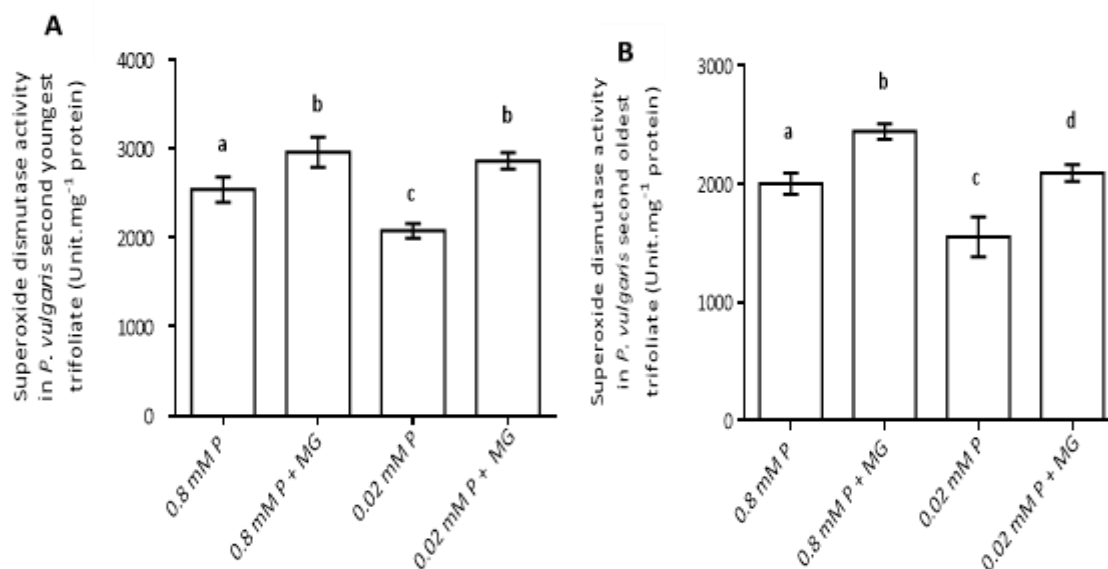 A
Superoxide dismutase activity
in P. vulgaris second youngest
trifoliate (Unit.mg⁻¹ protein)
4000
3000
2000
1000
0
a
b
c
b
0.8 mM P
0.8 mM P + MG
0.02 mM P
0.02 mM P + MG
B
Superoxide dismutase activity
in P. vulgaris second oldest
trifoliate (Unit.mg⁻¹ protein)
3000
2000
1000
0
a
b
c
d
0.8 mM P
0.8 mM P + MG
0.02 mM P
0.02 mM P + MG